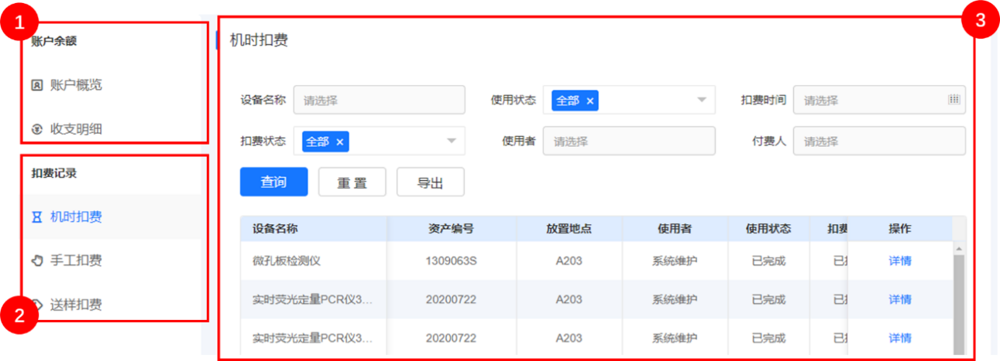 1
账户余额
账户概览
收支明细
2
扣费记录
机时扣费
手工扣费
送样扣费
3
机时扣费
设备名称 请选择 使用状态 全部 × 扣费时间 请选择
扣费状态 全部 × 使用者 请选择 付费人 请选择
查询 重置 导出
设备名称 资产编号 放置地点 使用者 使用状态 扣费 操作
微孔板检测仪 1309063S A203 系统维护 已完成 已 详情
实时荧光定量PCR仪3... 20200722 A203 系统维护 已完成 已 详情
实时荧光定量PCR仪3... 20200722 A203 系统维护 已完成 已 详情